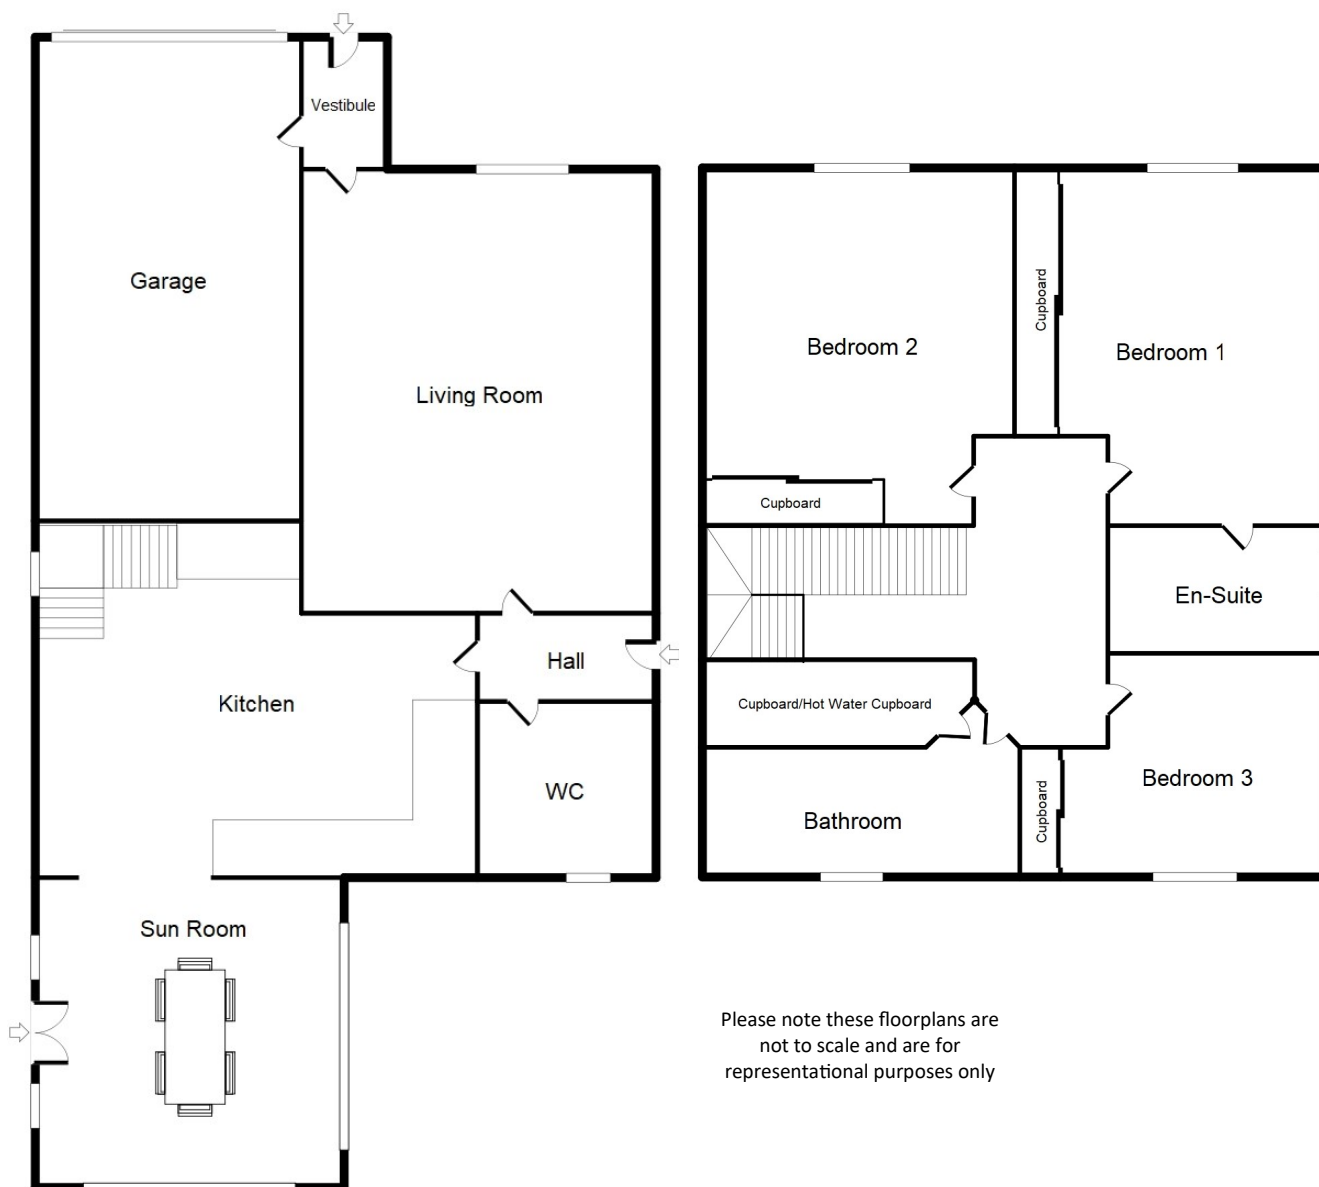 Vestibule
Garage
Living Room
Hall
Kitchen
WC
Sun Room
Bedroom 2
Cupboard
Bedroom 1
Cupboard
En-Suite
Cupboard/Hot Water Cupboard
Bathroom
Cupboard
Bedroom 3
Please note these floorplans are
not to scale and are for
representational purposes only